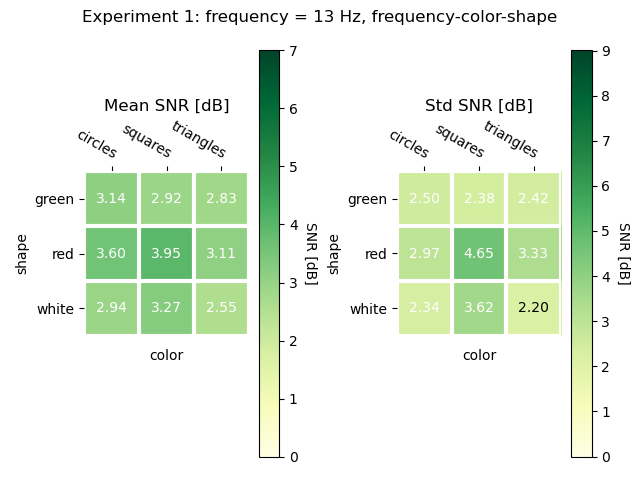 Experiment 1: frequency = 13 Hz, frequency-color-shape
Mean SNR [dB]
circles squares triangles
green 3.14 2.92 2.83
red 3.60 3.95 3.11
white 2.94 3.27 2.55
shape
color
7
6
5
4
3
2
1
0
SNR [dB]
Std SNR [dB]
circles squares triangles
green 2.50 2.38 2.42
red 2.97 4.65 3.33
white 2.34 3.62 2.20
shape
color
9
8
7
6
5
4
3
2
1
0
SNR [dB]